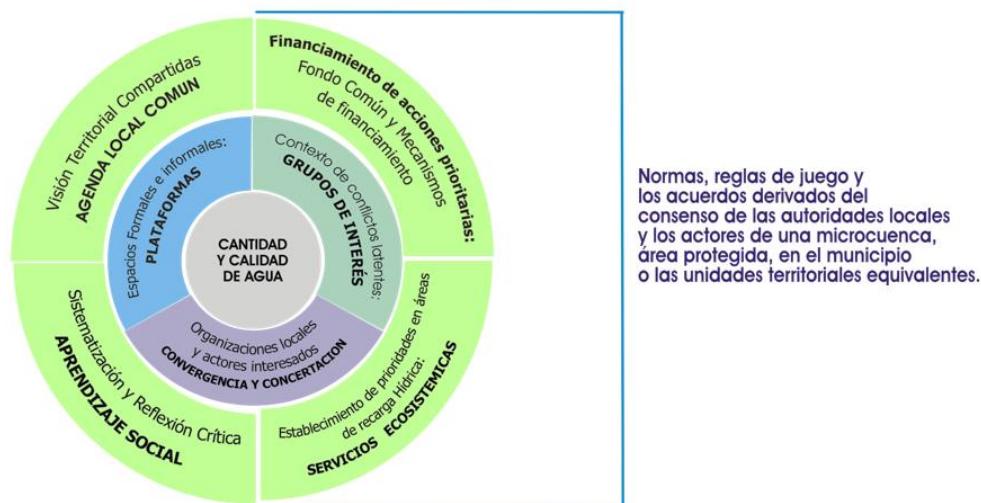 Visión Territorial Compartidas
AGENDA LOCAL COMUN
Financiamiento de acciones prioritarias:
Fondo Común y Mecanismos
de financiamiento
Espacios Formales e informales:
PLATAFORMAS
Contexto de conflictos latentes:
GRUPOS DE INTERÉS
CANTIDAD
Y CALIDAD
DE AGUA
Organizaciones locales
y actores interesados
CONVERGENCIA Y CONCERTACION
Sistematización y Reflexión Crítica
APRENDIZAJE SOCIAL
Establecimiento de prioridades en áreas
de recarga Hídrica:
SERVICIOS ECOSISTEMICAS
Normas, reglas de juego y
los acuerdos derivados del
consenso de las autoridades locales
y los actores de una microcuenca,
área protegida, en el municipio
o las unidades territoriales equivalentes.